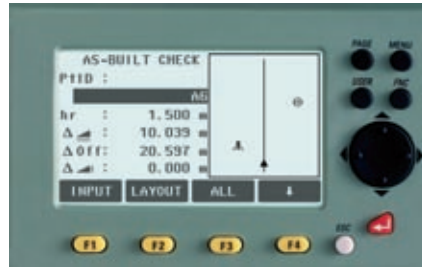 AS-BUILT CHECK
PtID :
A6
hr : 1.500 m
Δ : 10.039 m
ΔOff: 20.597 m
Δ : 0.000 m
INPUT LAYOUT ALL ↓
PAGE MENU
USER FNC
ESC
F1 F2 F3 F4